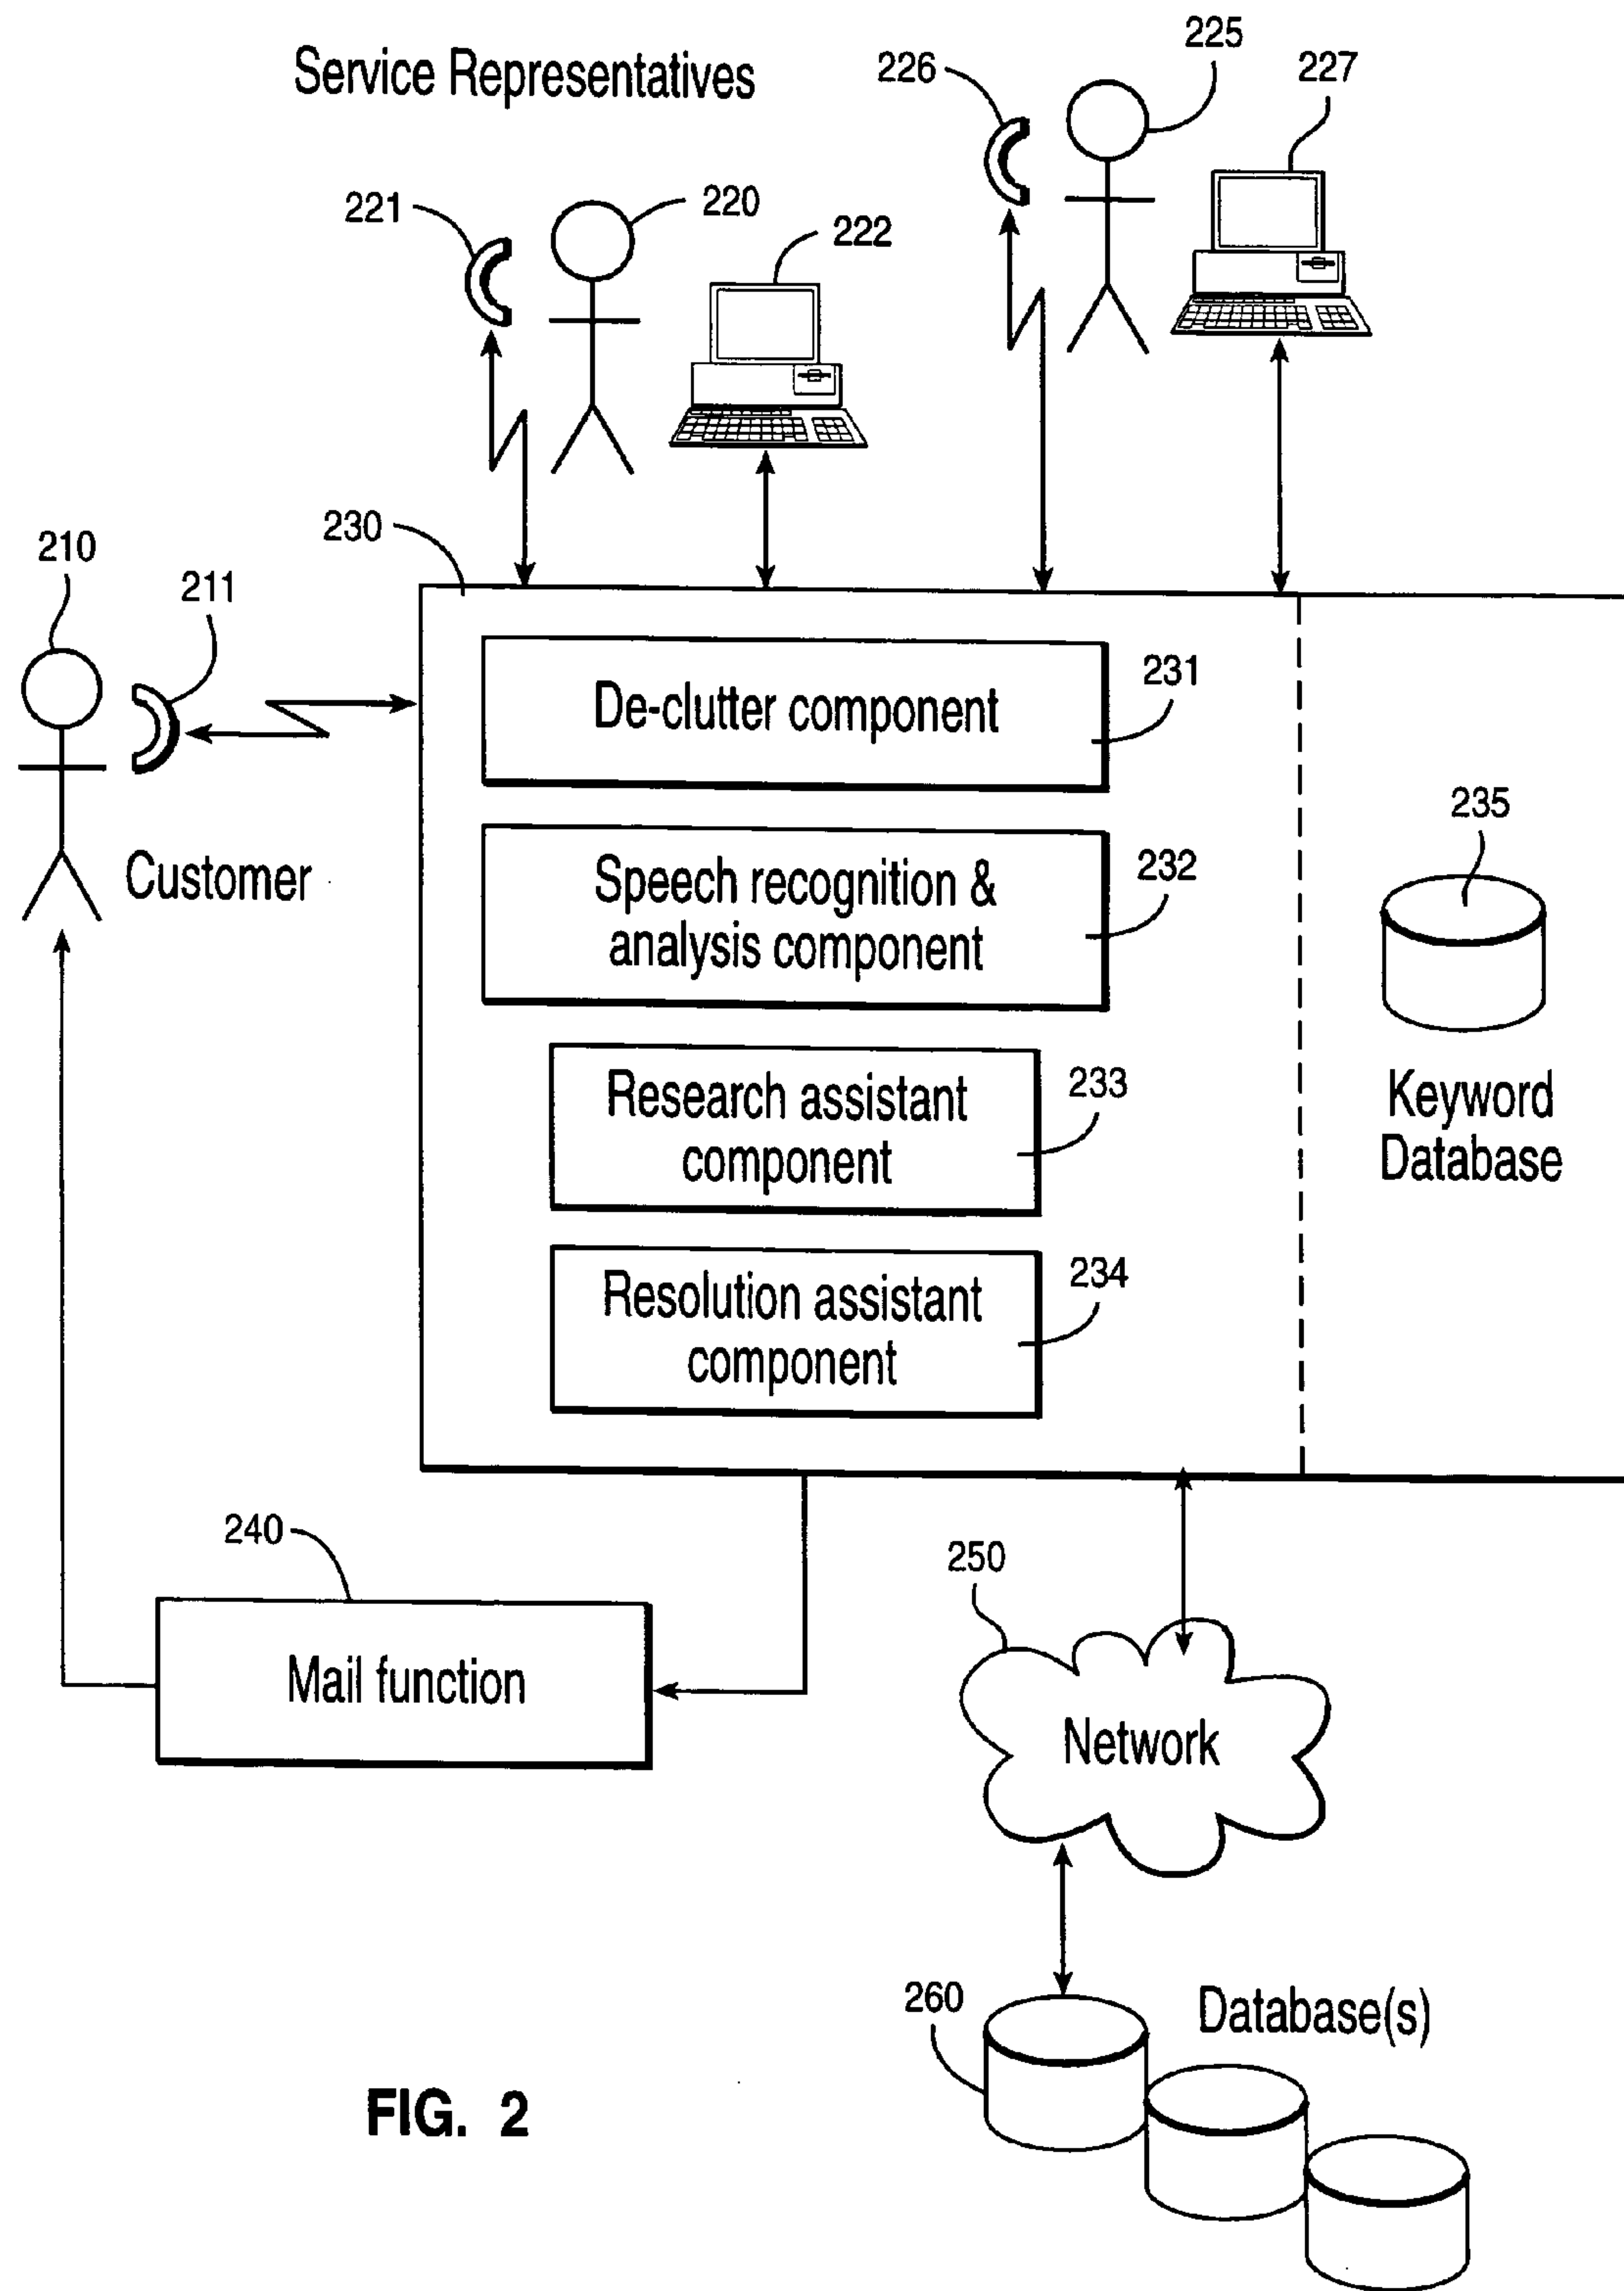 Service Representatives
225
226
227
221
220
222
230
210
211
De-clutter component
231
Customer
Speech recognition &
analysis component
232
235
Research assistant
component
233
Keyword
Database
Resolution assistant
component
234
240
Mail function
250
Network
260
Database(s)
FIG. 2